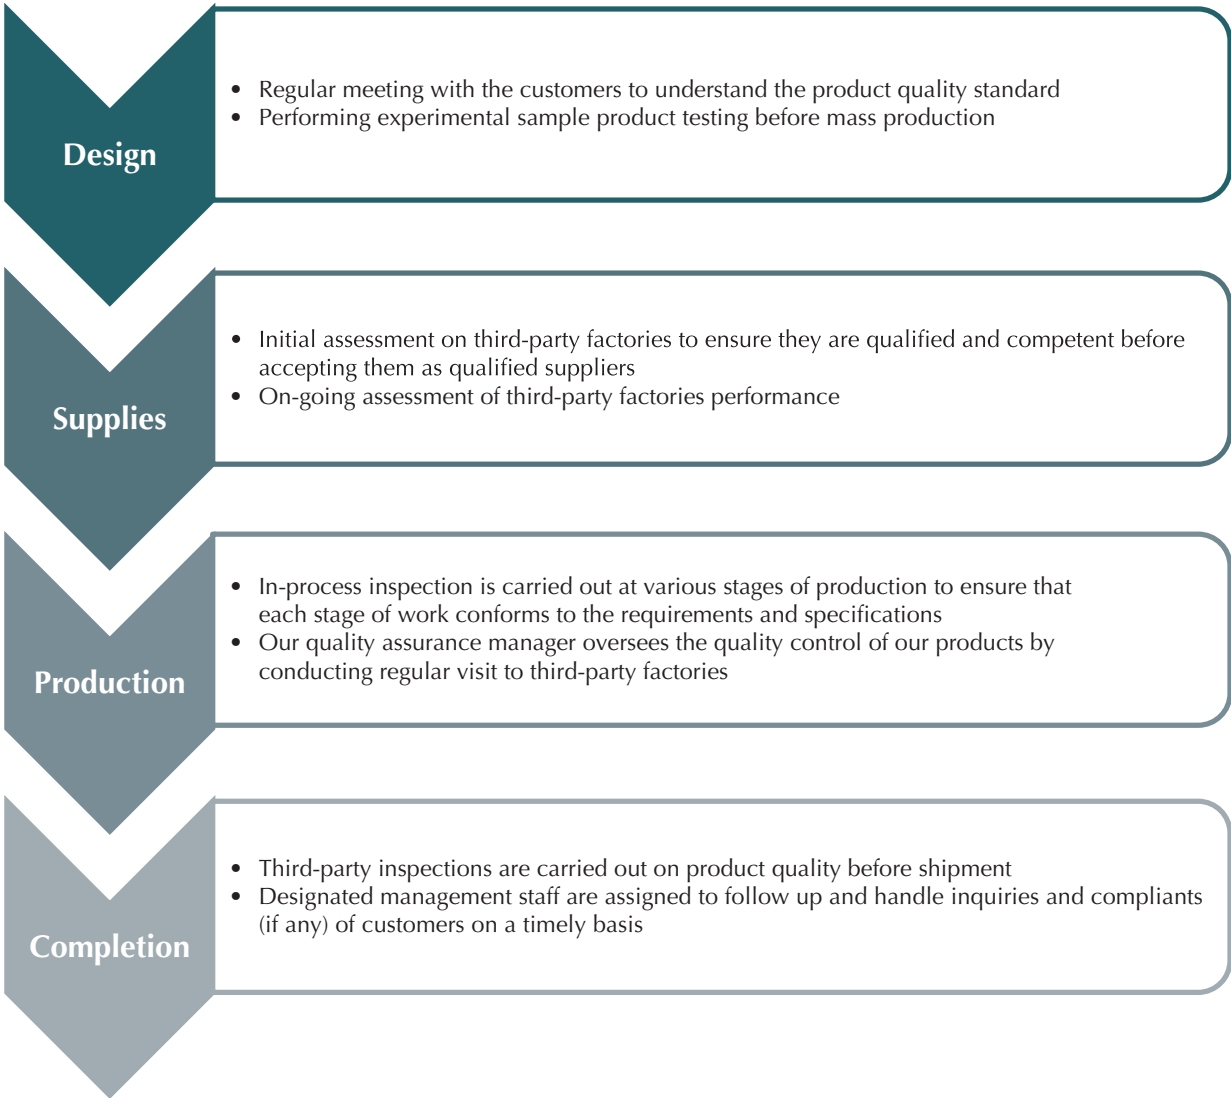 Design
• Regular meeting with the customers to understand the product quality standard
• Performing experimental sample product testing before mass production
Supplies
• Initial assessment on third-party factories to ensure they are qualified and competent before
accepting them as qualified suppliers
• On-going assessment of third-party factories performance
Production
• In-process inspection is carried out at various stages of production to ensure that
each stage of work conforms to the requirements and specifications
• Our quality assurance manager oversees the quality control of our products by
conducting regular visit to third-party factories
Completion
• Third-party inspections are carried out on product quality before shipment
• Designated management staff are assigned to follow up and handle inquiries and compliants
(if any) of customers on a timely basis